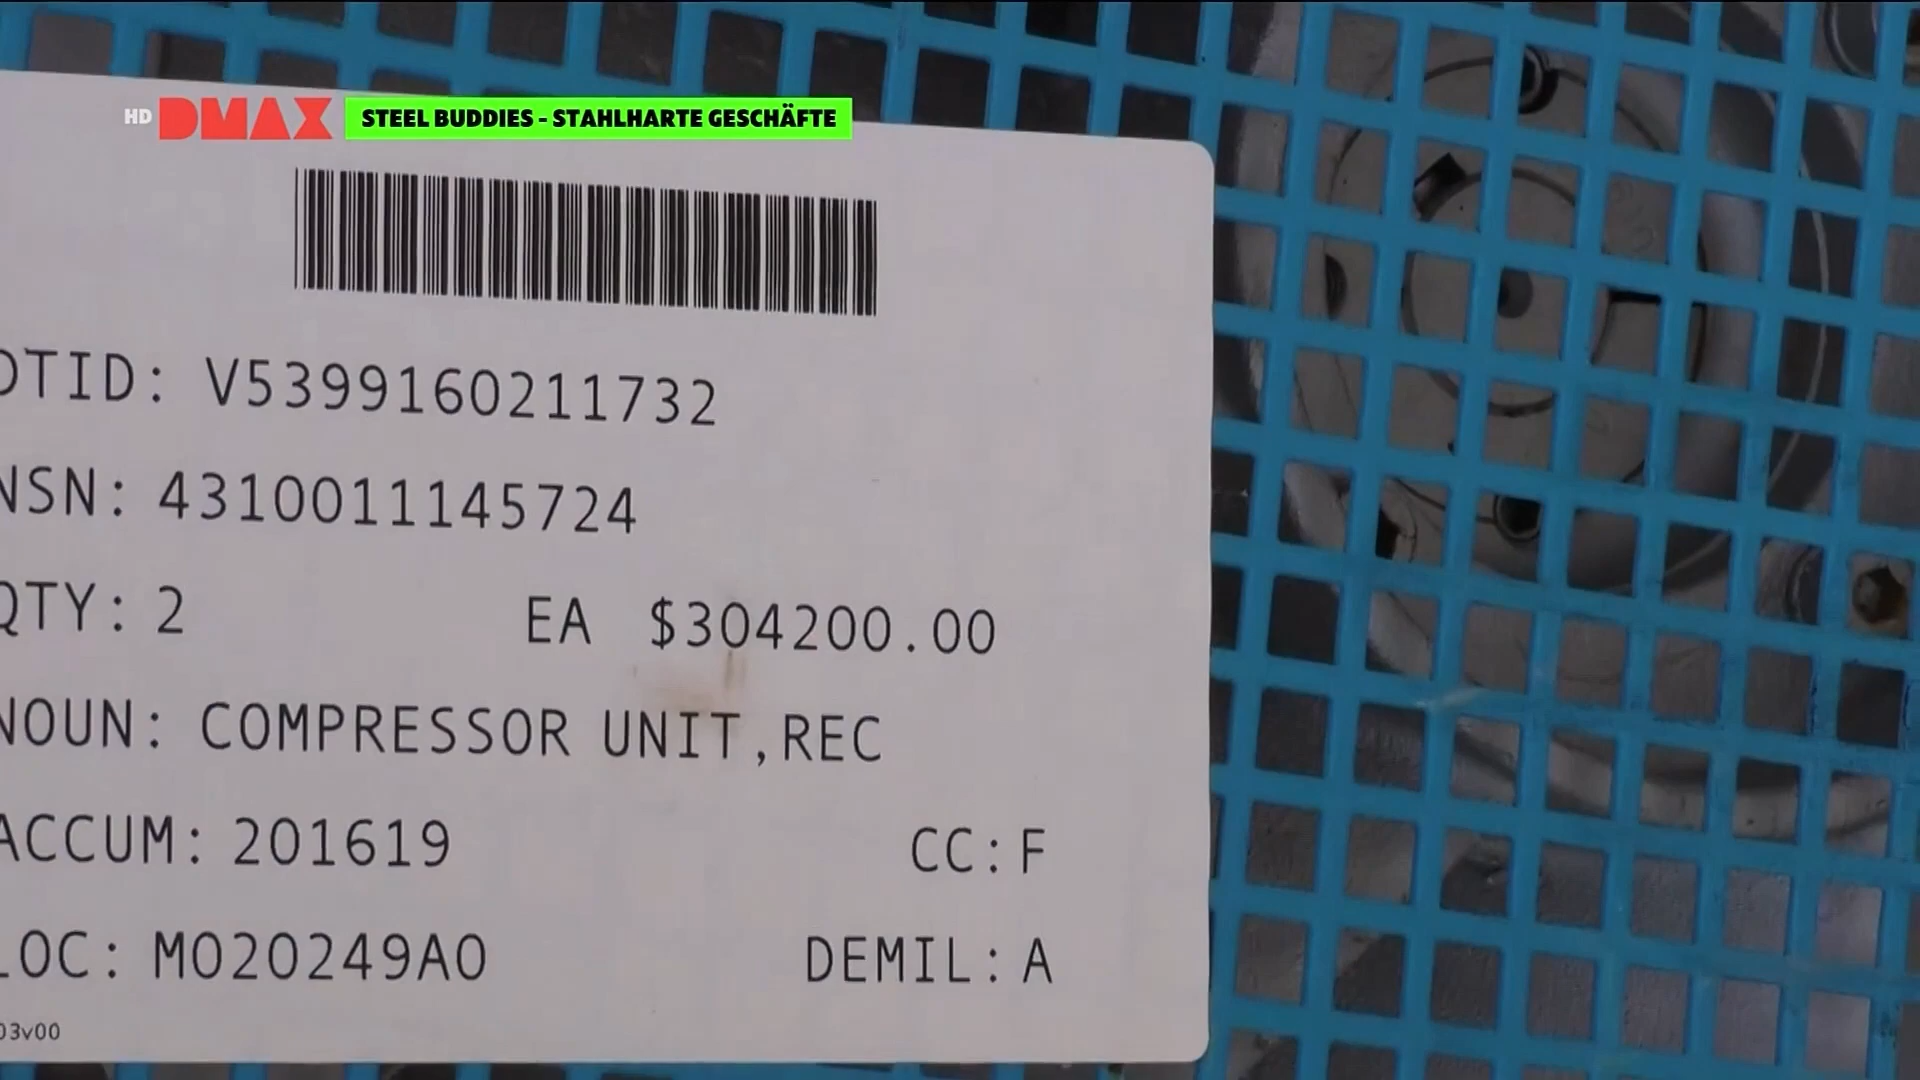 HD DMAX STEEL BUDDIES - STAHLHARTE GESCHÄFTE
DTID: V5399160211732
NSN: 4310011145724
QTY: 2 EA $304200.00
NOUN: COMPRESSOR UNIT,REC
ACCUM: 201619 CC: F
LOC: M020249A0 DEMIL: A
03v00